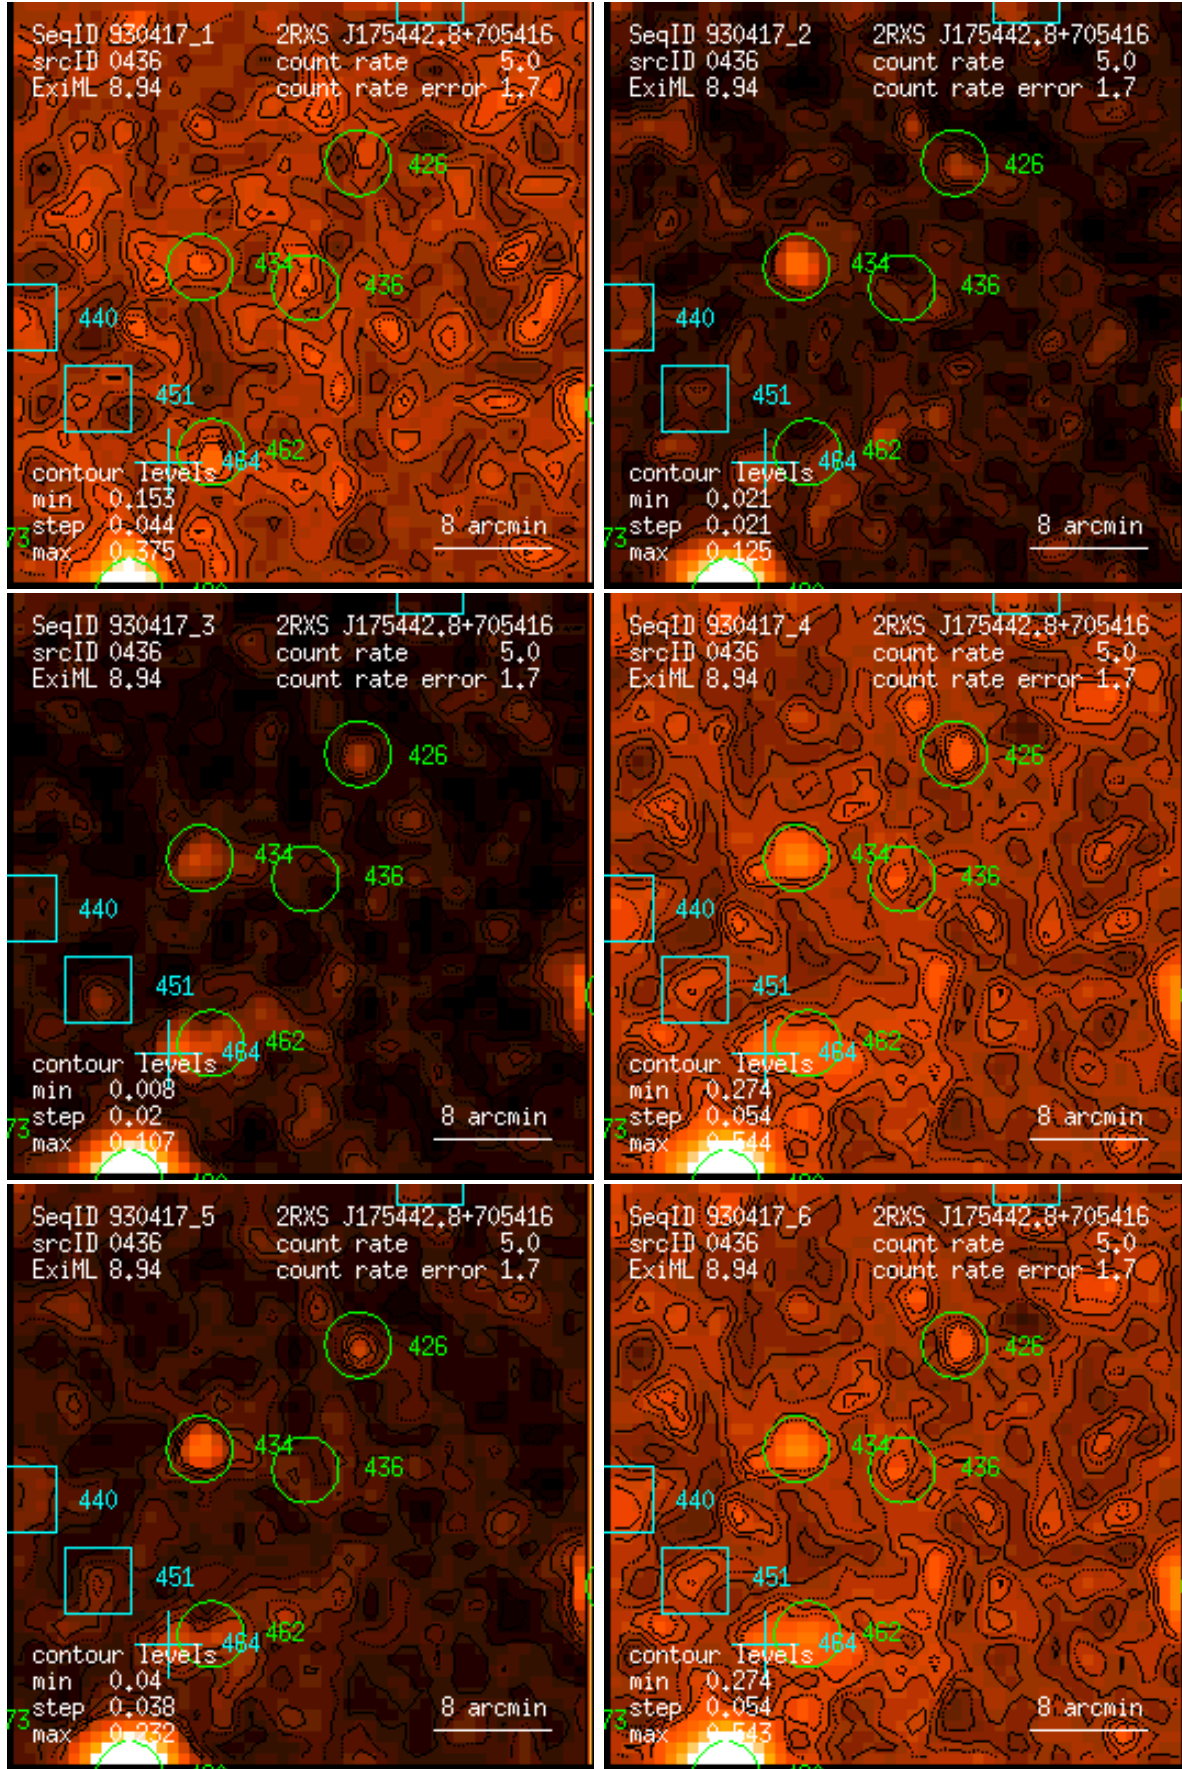 SeqID 930417_1 2RXS J175442.8+705416
srcID 0436 count rate 5.0
ExiML 8.94 count rate error 1.7
426
434
436
440
451
462
464
contour levels
min 0.153
step 0.044 8 arcmin
73
max 0.375
SeqID 930417_2 2RXS J175442.8+705416
srcID 0436 count rate 5.0
ExiML 8.94 count rate error 1.7
426
434
436
440
451
462
464
contour levels
min 0.021
step 0.021 8 arcmin
73
max 0.125
SeqID 930417_3 2RXS J175442.8+705416
srcID 0436 count rate 5.0
ExiML 8.94 count rate error 1.7
426
434
436
440
451
462
464
contour levels
min 0.008
step 0.02 8 arcmin
73
max 0.107
SeqID 930417_4 2RXS J175442.8+705416
srcID 0436 count rate 5.0
ExiML 8.94 count rate error 1.7
426
434
436
440
451
462
464
contour levels
min 0.274
step 0.054 8 arcmin
73
max 0.544
SeqID 930417_5 2RXS J175442.8+705416
srcID 0436 count rate 5.0
ExiML 8.94 count rate error 1.7
426
434
436
440
451
462
464
contour levels
min 0.04
step 0.038 8 arcmin
73
max 0.232
SeqID 930417_6 2RXS J175442.8+705416
srcID 0436 count rate 5.0
ExiML 8.94 count rate error 1.7
426
434
436
440
451
462
464
contour levels
min 0.274
step 0.054 8 arcmin
73
max 0.543